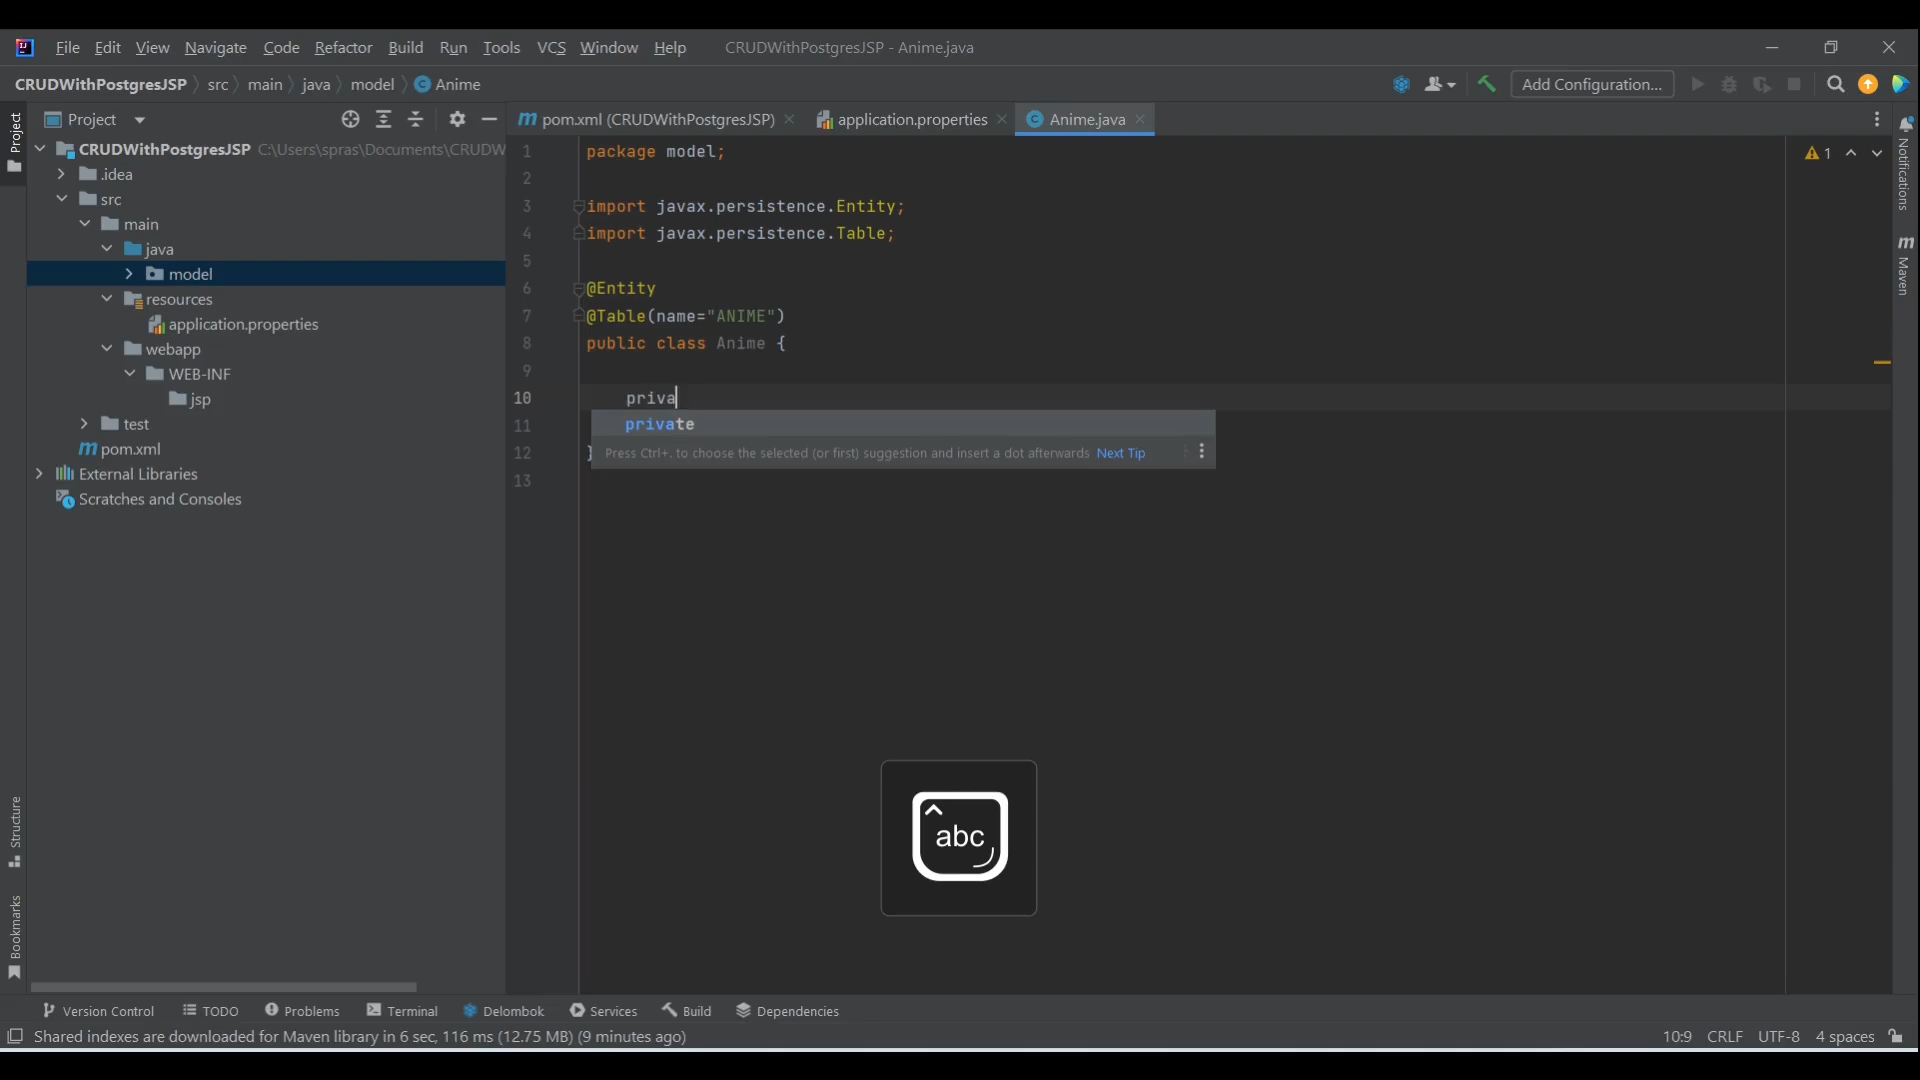 File Edit View Navigate Code Refactor Build Run Tools VCS Window Help CRUDWithPostgresJSP - Anime.java
CRUDWithPostgresJSP src main java model Anime Add Configuration...
Project
pom.xml (CRUDWithPostgresJSP) application.properties Anime.java
CRUDWithPostgresJSP C:\Users\spras\Documents\CRUDW
.idea
src
main
java
model
resources
application.properties
webapp
WEB-INF
jsp
test
pom.xml
External Libraries
Scratches and Consoles
1 package model;
2
3 import javax.persistence.Entity;
4 import javax.persistence.Table;
5
6 @Entity
7 @Table(name="ANIME")
8 public class Anime {
9
10 priva
private
11
12 }
Press Ctrl+. to choose the selected (or first) suggestion and insert a dot afterwards Next Tip
13
1
Project
Structure
Bookmarks
Notifications
m Maven
abc
Version Control TODO Problems Terminal Delombok Services Build Dependencies
Shared indexes are downloaded for Maven library in 6 sec, 116 ms (12.75 MB) (9 minutes ago) 10:9 CRLF UTF-8 4 spaces